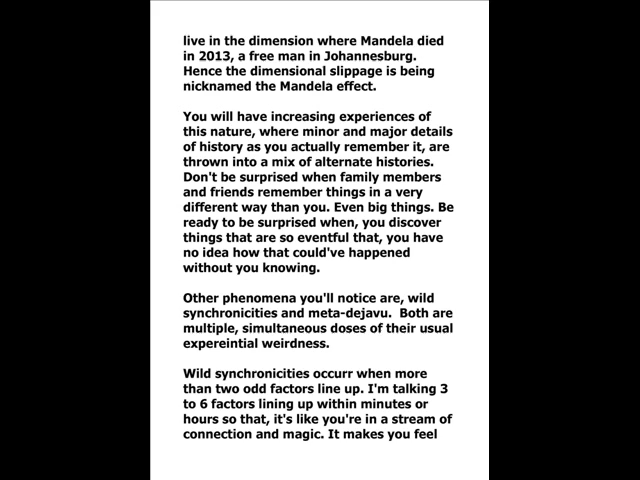 live in the dimension where Mandela died
in 2013, a free man in Johannesburg.
Hence the dimensional slippage is being
nicknamed the Mandela effect.
You will have increasing experiences of
this nature, where minor and major details
of history as you actually remember it, are
thrown into a mix of alternate histories.
Don't be surprised when family members
and friends remember things in a very
different way than you. Even big things. Be
ready to be surprised when, you discover
things that are so eventful that, you have
no idea how that could've happened
without you knowing.
Other phenomena you'll notice are, wild
synchronicities and meta-dejavu.  Both are
multiple, simultaneous doses of their usual
expereintial weirdness.
Wild synchronicities occurr when more
than two odd factors line up. I'm talking 3
to 6 factors lining up within minutes or
hours so that, it's like you're in a stream of
connection and magic. It makes you feel